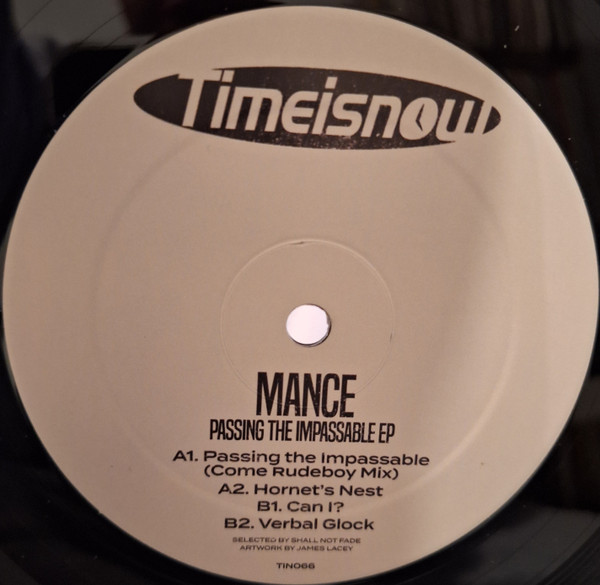 Timeisnow
MANCE
PASSING THE IMPASSABLE EP
A1. Passing the Impassable
(Come Rudeboy Mix)
A2. Hornet's Nest
B1. Can I?
B2. Verbal Glock
SELECTED BY SHALL NOT FADE
ARTWORK BY JAMES LACEY
TIN066